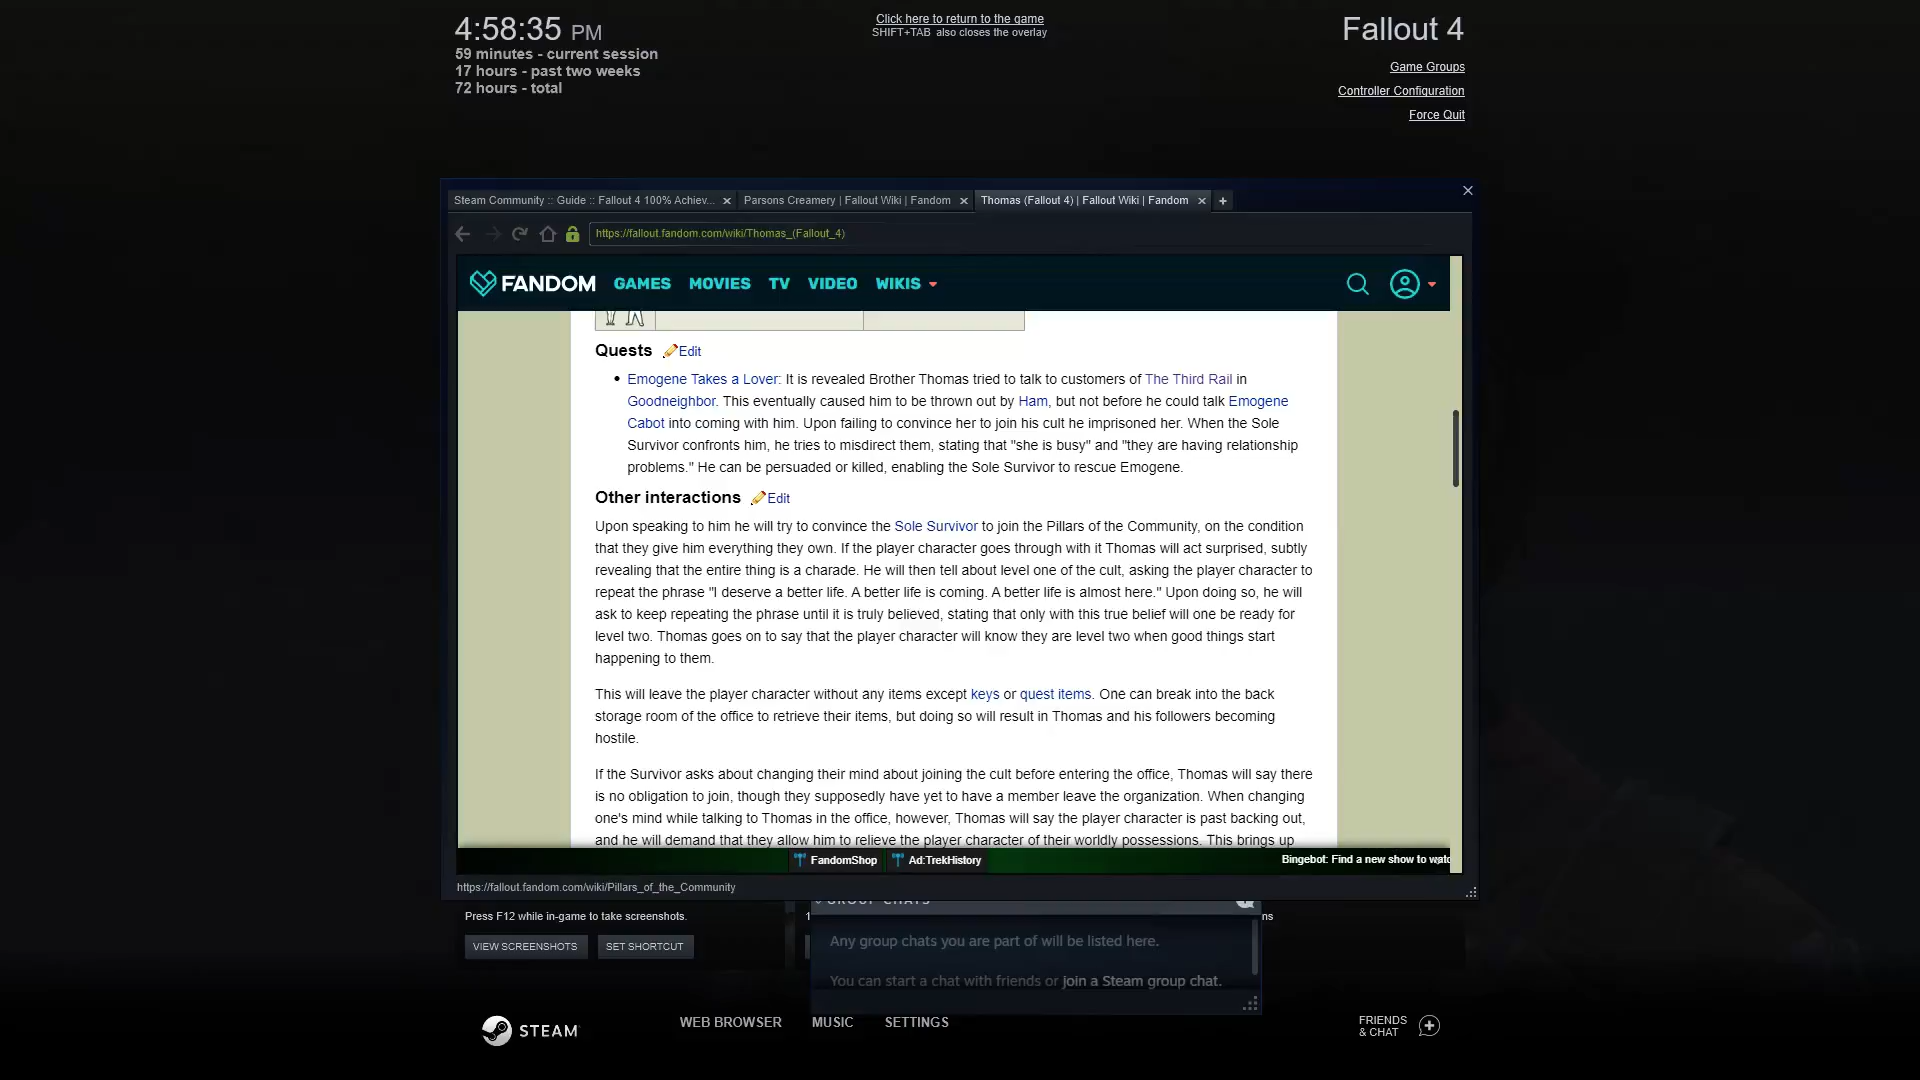 4:58:35 PM
59 minutes - current session
17 hours - past two weeks
72 hours - total
Click here to return to the game
SHIFT+TAB also closes the overlay
Fallout 4
Game Groups
Controller Configuration
Force Quit
Steam Community :: Guide :: Fallout 4 100% Achiev...
Parsons Creamery | Fallout Wiki | Fandom
Thomas (Fallout 4) | Fallout Wiki | Fandom
https://fallout.fandom.com/wiki/Thomas_(Fallout_4)
FANDOM GAMES MOVIES TV VIDEO WIKIS
Quests Edit
• Emogene Takes a Lover: It is revealed Brother Thomas tried to talk to customers of The Third Rail in
Goodneighbor. This eventually caused him to be thrown out by Ham, but not before he could talk Emogene
Cabot into coming with him. Upon failing to convince her to join his cult he imprisoned her. When the Sole
Survivor confronts him, he tries to misdirect them, stating that "she is busy" and "they are having relationship
problems." He can be persuaded or killed, enabling the Sole Survivor to rescue Emogene.
Other interactions Edit
Upon speaking to him he will try to convince the Sole Survivor to join the Pillars of the Community, on the condition
that they give him everything they own. If the player character goes through with it Thomas will act surprised, subtly
revealing that the entire thing is a charade. He will then tell about level one of the cult, asking the player character to
repeat the phrase "I deserve a better life. A better life is coming. A better life is almost here." Upon doing so, he will
ask to keep repeating the phrase until it is truly believed, stating that only with this true belief will one be ready for
level two. Thomas goes on to say that the player character will know they are level two when good things start
happening to them.
This will leave the player character without any items except keys or quest items. One can break into the back
storage room of the office to retrieve their items, but doing so will result in Thomas and his followers becoming
hostile.
If the Survivor asks about changing their mind about joining the cult before entering the office, Thomas will say there
is no obligation to join, though they supposedly have yet to have a member leave the organization. When changing
one's mind while talking to Thomas in the office, however, Thomas will say the player character is past backing out,
and he will demand that they allow him to relieve the player character of their worldly possessions. This brings up
FandomShop Ad:TrekHistory
Bingebot: Find a new show to watc
https://fallout.fandom.com/wiki/Pillars_of_the_Community
GROUP CHATS
Press F12 while in-game to take screenshots.
VIEW SCREENSHOTS SET SHORTCUT
Any group chats you are part of will be listed here.
You can start a chat with friends or join a Steam group chat.
STEAM
WEB BROWSER MUSIC SETTINGS
FRIENDS
& CHAT